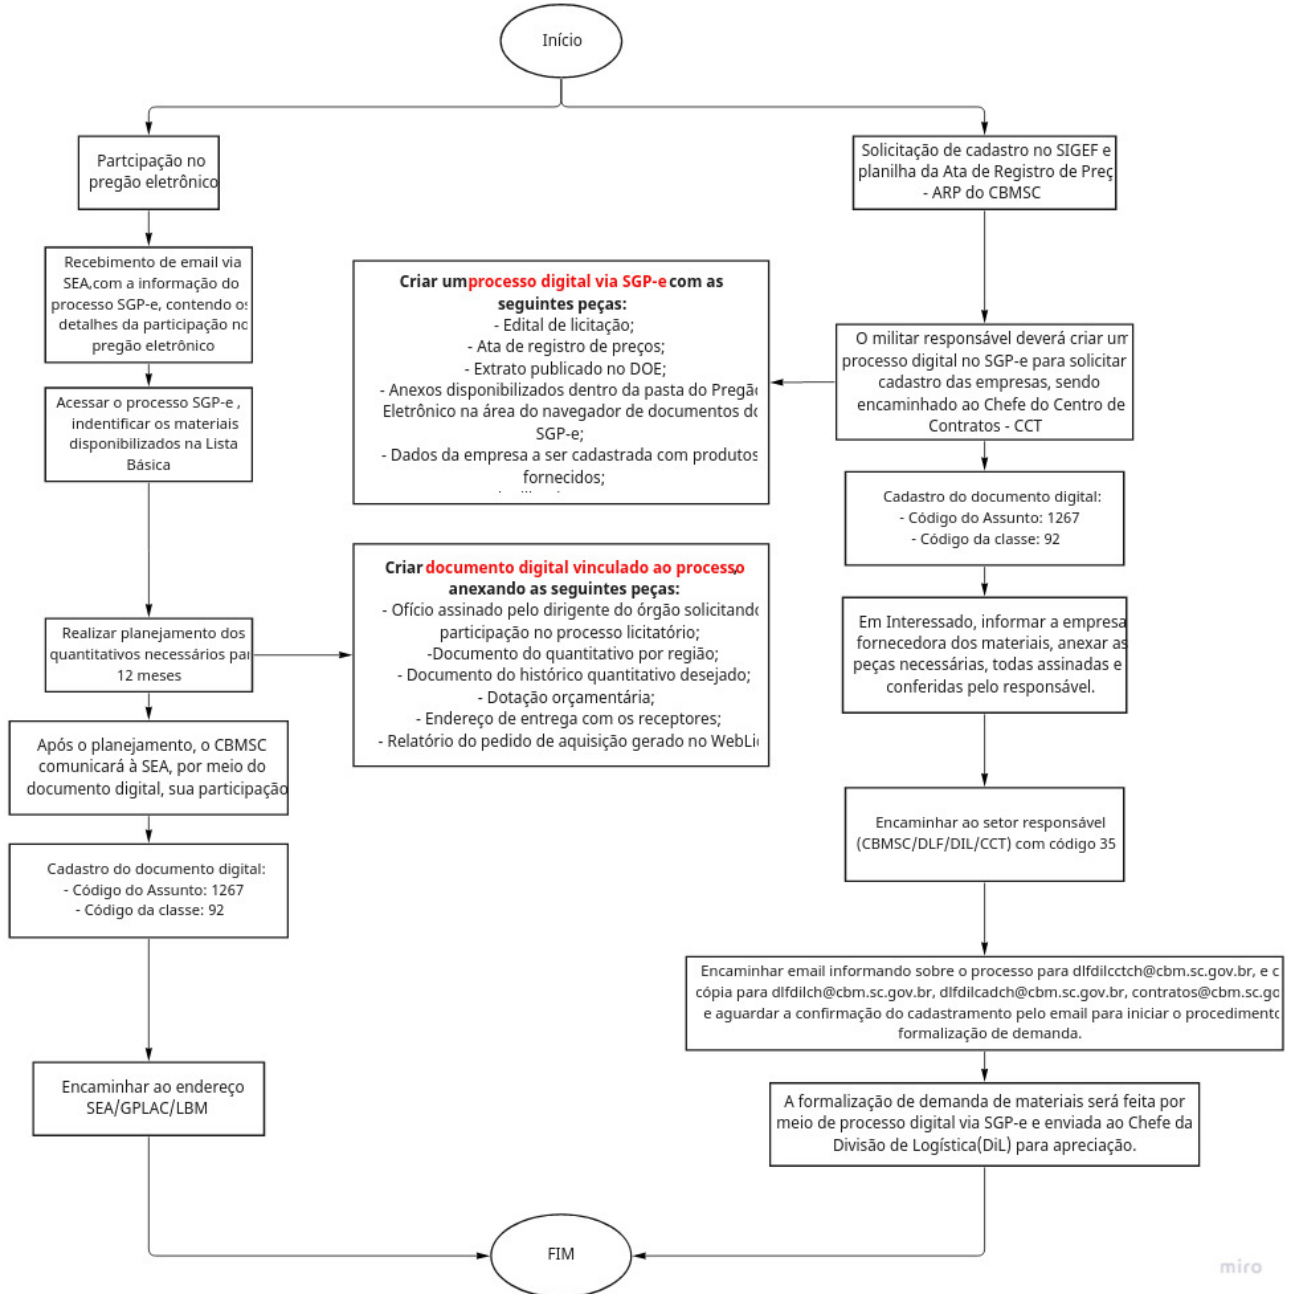 Início
Partcipação no
pregão eletrônico
Recebimento de email via
SEA,com a informação do
processo SGP-e, contendo os
detalhes da participação no
pregão eletrônico
Acessar o processo SGP-e ,
indentificar os materiais
disponibilizados na Lista
Básica
Realizar planejamento dos
quantitativos necessários par
12 meses
Após o planejamento, o CBMSC
comunicará à SEA, por meio do
documento digital, sua participação
Cadastro do documento digital:
- Código do Assunto: 1267
- Código da classe: 92
Encaminhar ao endereço
SEA/GPLAC/LBM
Criar um processo digital via SGP-e com as
seguintes peças:
- Edital de licitação;
- Ata de registro de preços;
- Extrato publicado no DOE;
- Anexos disponibilizados dentro da pasta do Pregão
Eletrônico na área do navegador de documentos do
SGP-e;
- Dados da empresa a ser cadastrada com produtos
fornecidos;
Criar documento digital vinculado ao processo
anexando as seguintes peças:
- Ofício assinado pelo dirigente do órgão solicitando
participação no processo licitatório;
-Documento do quantitativo por região;
- Documento do histórico quantitativo desejado;
- Dotação orçamentária;
- Endereço de entrega com os receptores;
- Relatório do pedido de aquisição gerado no WebLic
Solicitação de cadastro no SIGEF e
planilha da Ata de Registro de Preç
- ARP do CBMSC
O militar responsável deverá criar um
processo digital no SGP-e para solicitar
cadastro das empresas, sendo
encaminhado ao Chefe do Centro de
Contratos - CCT
Cadastro do documento digital:
- Código do Assunto: 1267
- Código da classe: 92
Em Interessado, informar a empresa
fornecedora dos materiais, anexar as
peças necessárias, todas assinadas e
conferidas pelo responsável.
Encaminhar ao setor responsável
(CBMSC/DLF/DIL/CCT) com código 35
Encaminhar email informando sobre o processo para dlfdilcctch@cbm.sc.gov.br, e c
cópia para dlfdilch@cbm.sc.gov.br, dlfdilcadch@cbm.sc.gov.br, contratos@cbm.sc.go
e aguardar a confirmação do cadastramento pelo email para iniciar o procedimento
formalização de demanda.
A formalização de demanda de materiais será feita por
meio de processo digital via SGP-e e enviada ao Chefe da
Divisão de Logística(DiL) para apreciação.
FIM
miro